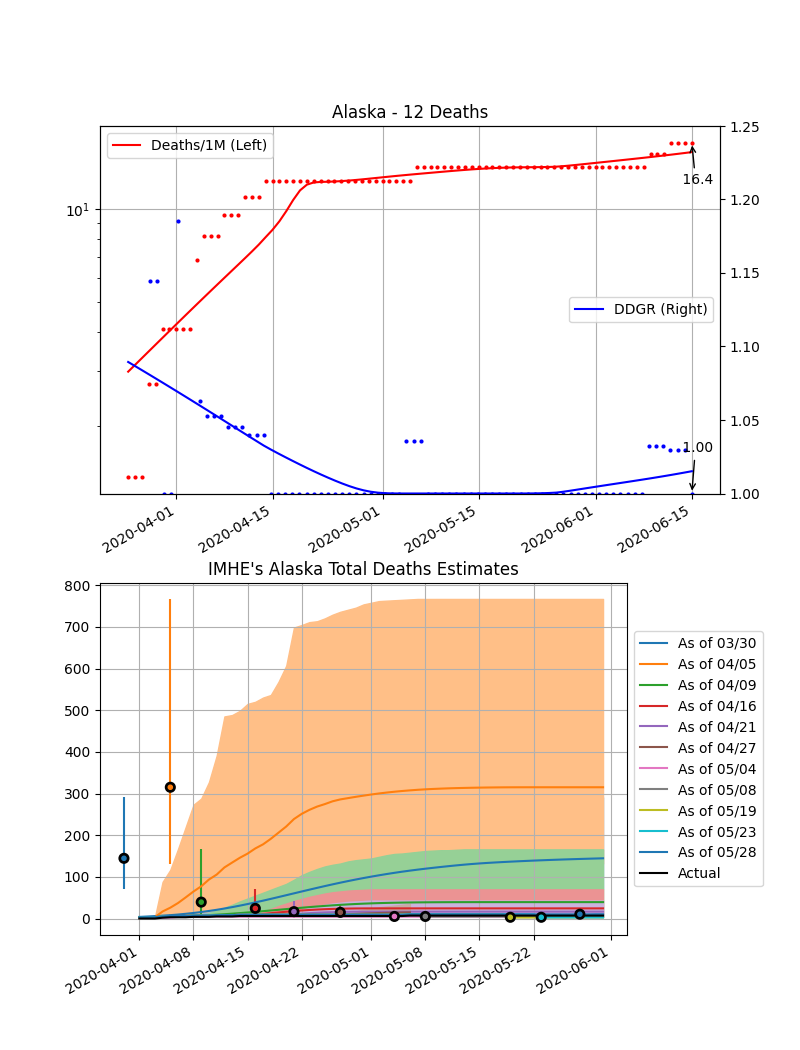 Alaska - 12 Deaths
Deaths/1M (Left)
DDGR (Right)
10¹
1.25
1.20
1.15
1.10
1.05
1.00
16.4
1.00
2020-04-01
2020-04-15
2020-05-01
2020-05-15
2020-06-01
2020-06-15
IMHE's Alaska Total Deaths Estimates
800
700
600
500
400
300
200
100
0
2020-04-01
2020-04-08
2020-04-15
2020-04-22
2020-05-01
2020-05-08
2020-05-15
2020-05-22
2020-06-01
As of 03/30
As of 04/05
As of 04/09
As of 04/16
As of 04/21
As of 04/27
As of 05/04
As of 05/08
As of 05/19
As of 05/23
As of 05/28
Actual